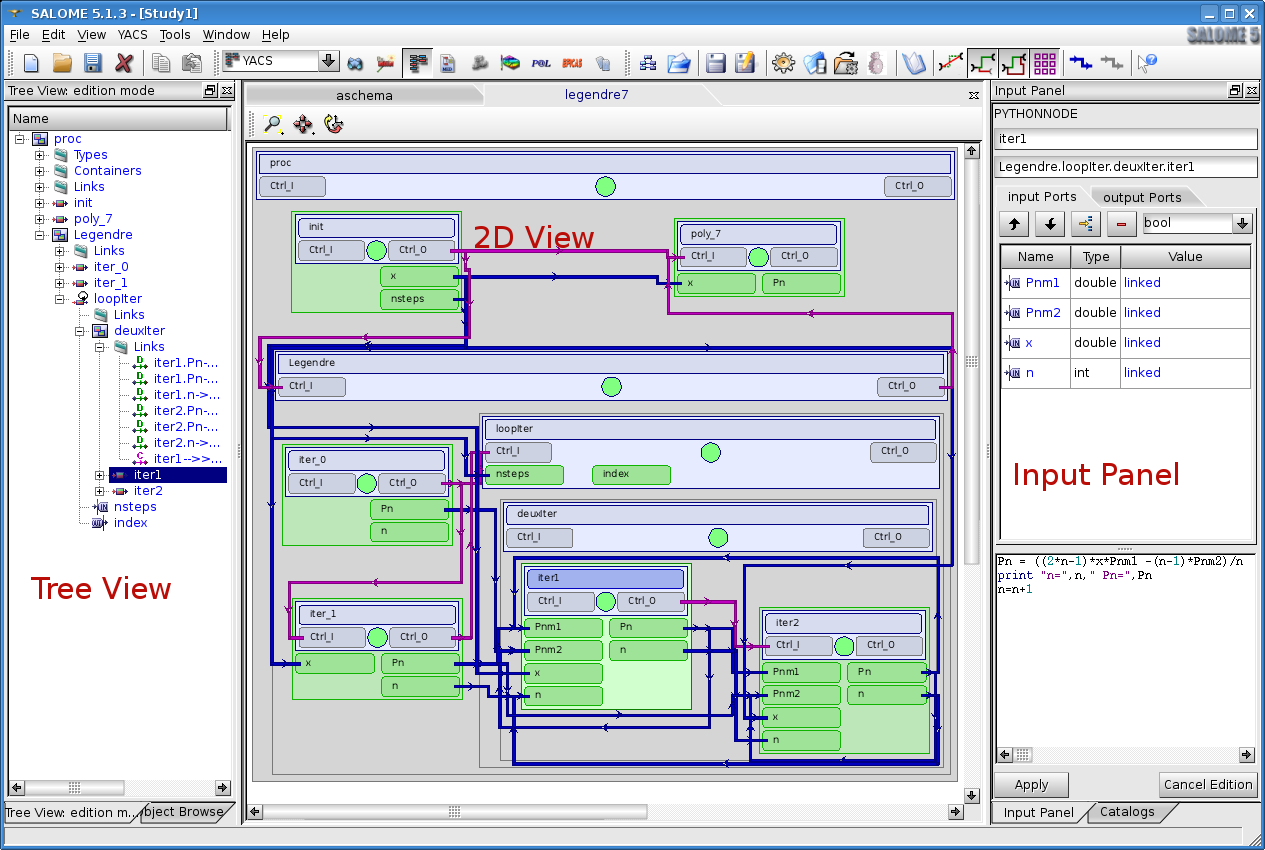 SALOME 5.1.3 - [Study1]
File Edit View YACS Tools Window Help
SALOME 5
YACS
POL
EFICAS
Tree View: edition mode
Name
proc
Types
Containers
Links
init
poly_7
Legendre
Links
iter_0
iter_1
loopIter
Links
deuxIter
Links
iter1.Pn-...
iter1.Pn-...
iter1.n->...
iter2.Pn-...
iter2.Pn-...
iter2.n->...
iter1-->>...
iter1
iter2
nsteps
index
Tree View
Tree View: edition m... bject Browse
aschema legendre7
proc
Ctrl_I Ctrl_O
init
Ctrl_I Ctrl_O
x
nsteps
2D View
poly_7
Ctrl_I Ctrl_O
x Pn
Legendre
Ctrl_I Ctrl_O
loopIter
Ctrl_I Ctrl_O
nsteps index
iter_0
Ctrl_I Ctrl_O
Pn
n
deuxIter
Ctrl_I Ctrl_O
iter1
Ctrl_I Ctrl_O
Pnm1 Pn
Pnm2 n
x
n
iter_1
Ctrl_I Ctrl_O
x Pn
n
iter2
Ctrl_I Ctrl_O
Pnm1 Pn
Pnm2 n
x
n
Input Panel
PYTHONNODE
iter1
Legendre.loopIter.deuxIter.iter1
input Ports output Ports
bool
Name Type Value
Pnm1 double linked
Pnm2 double linked
x double linked
n int linked
Input Panel
Pn = ((2*n-1)*x*Pnm1 -(n-1)*Pnm2)/n
print "n=",n," Pn=",Pn
n=n+1
Apply Cancel Edition
Input Panel Catalogs